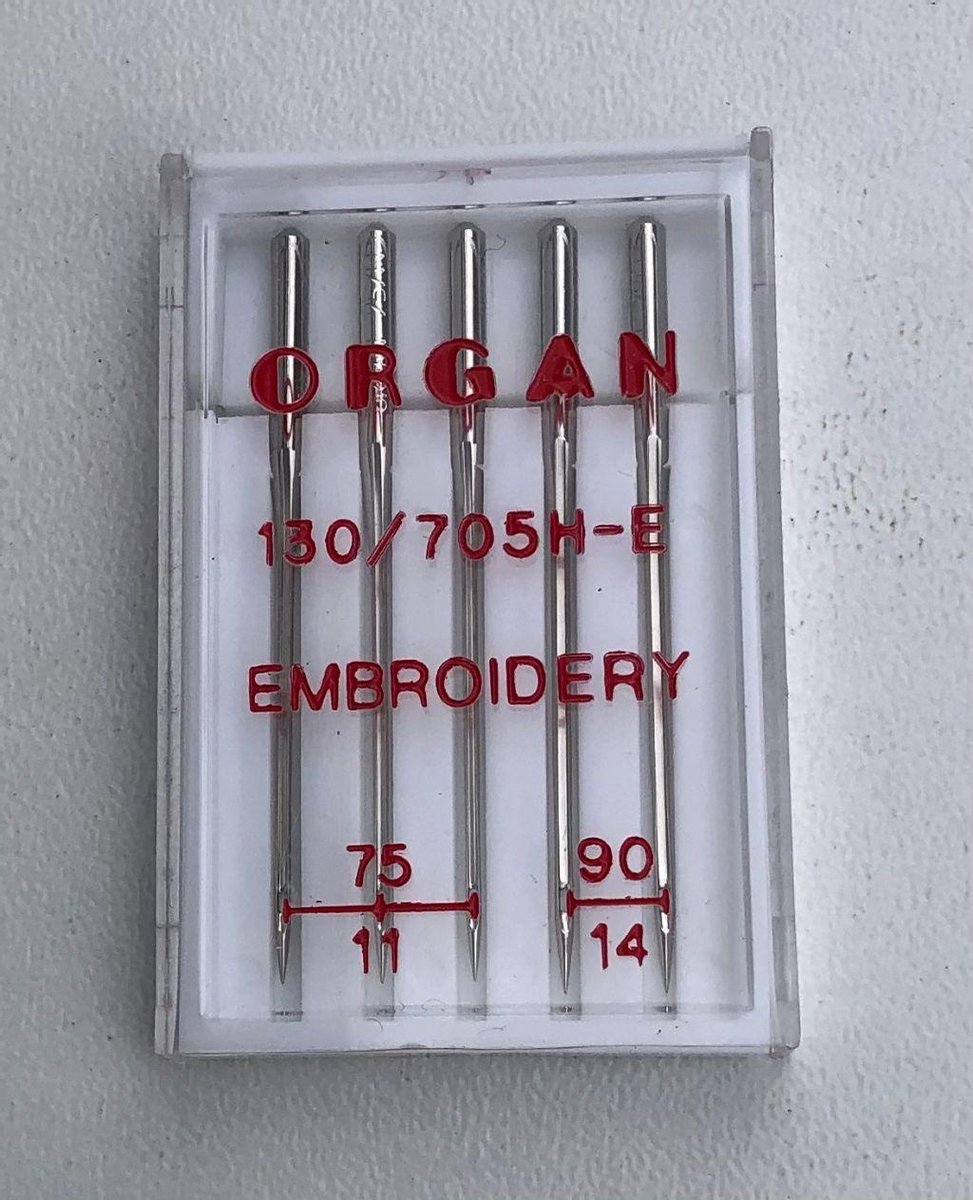 ORGAN
130/705H-E
EMBROIDERY
75 90
11 14